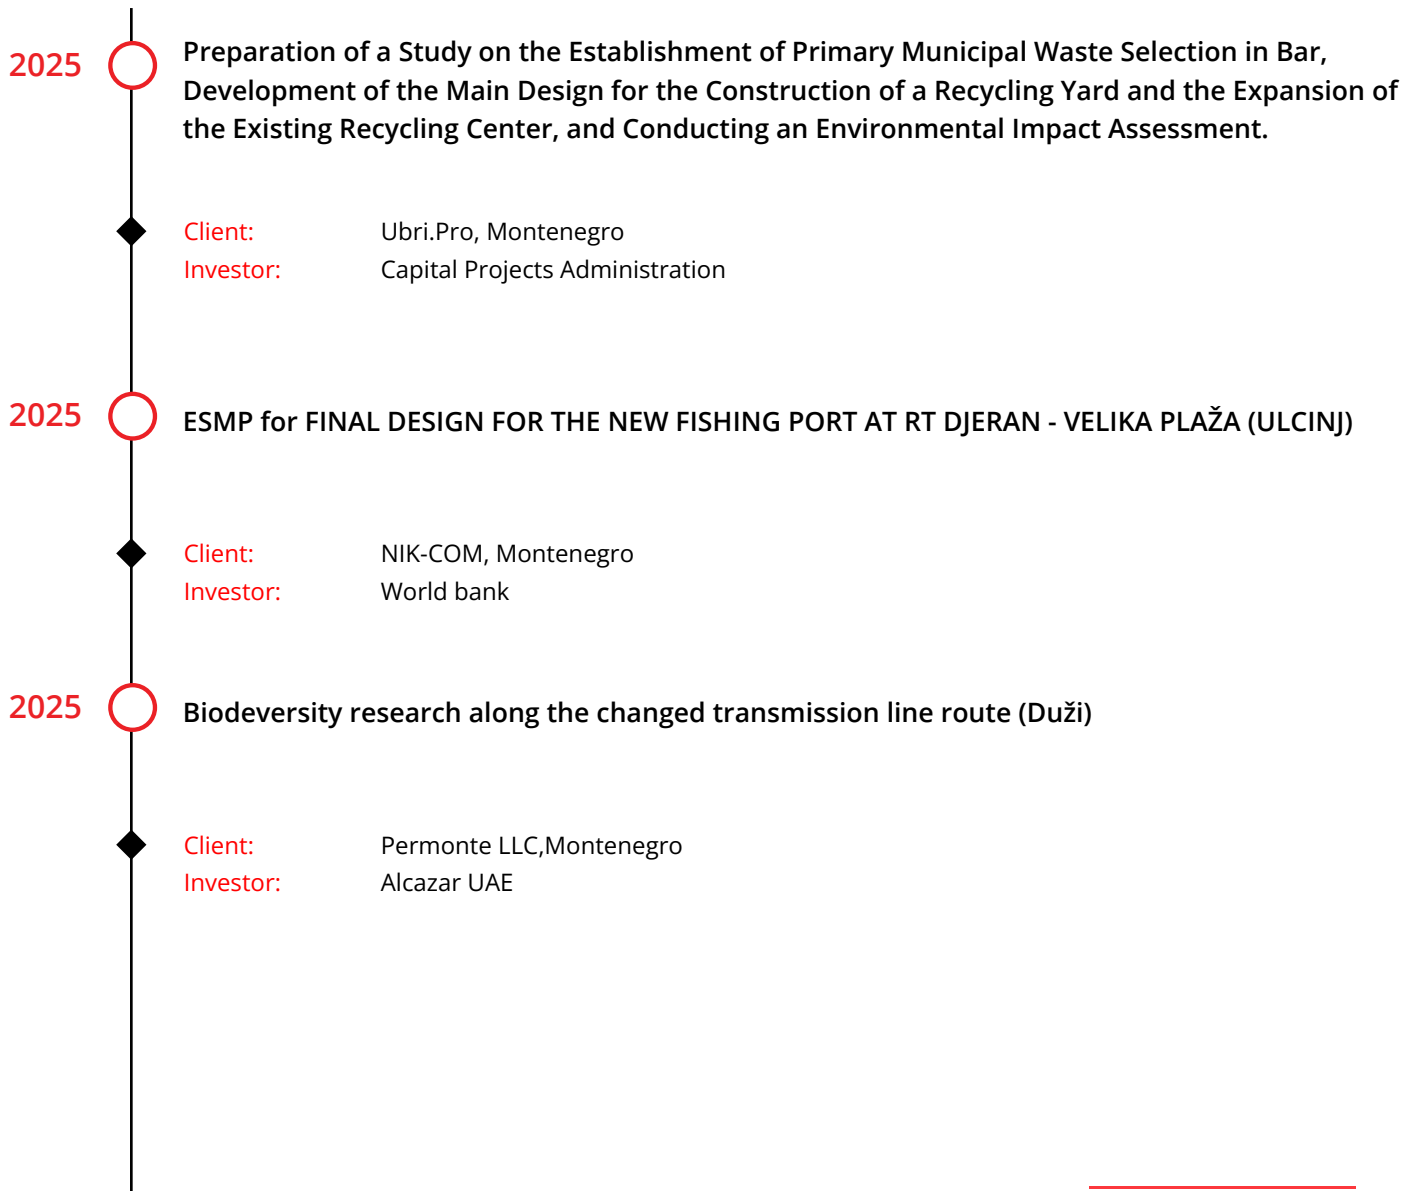 2025
Preparation of a Study on the Establishment of Primary Municipal Waste Selection in Bar,
Development of the Main Design for the Construction of a Recycling Yard and the Expansion of
the Existing Recycling Center, and Conducting an Environmental Impact Assessment.
Client: Ubri.Pro, Montenegro
Investor: Capital Projects Administration
2025
ESMP for FINAL DESIGN FOR THE NEW FISHING PORT AT RT DJERAN - VELIKA PLAŽA (ULCINJ)
Client: NIK-COM, Montenegro
Investor: World bank
2025
Biodeversity research along the changed transmission line route (Duži)
Client: Permonte LLC,Montenegro
Investor: Alcazar UAE